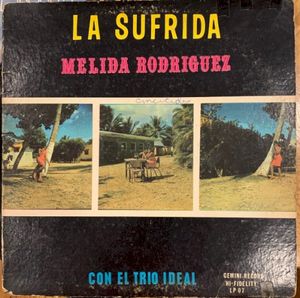 LA SUFRIDA
MELIDA RODRIGUEZ
CON EL TRIO IDEAL
GEMINI RECORD
HI-FIDELITY
LP 07